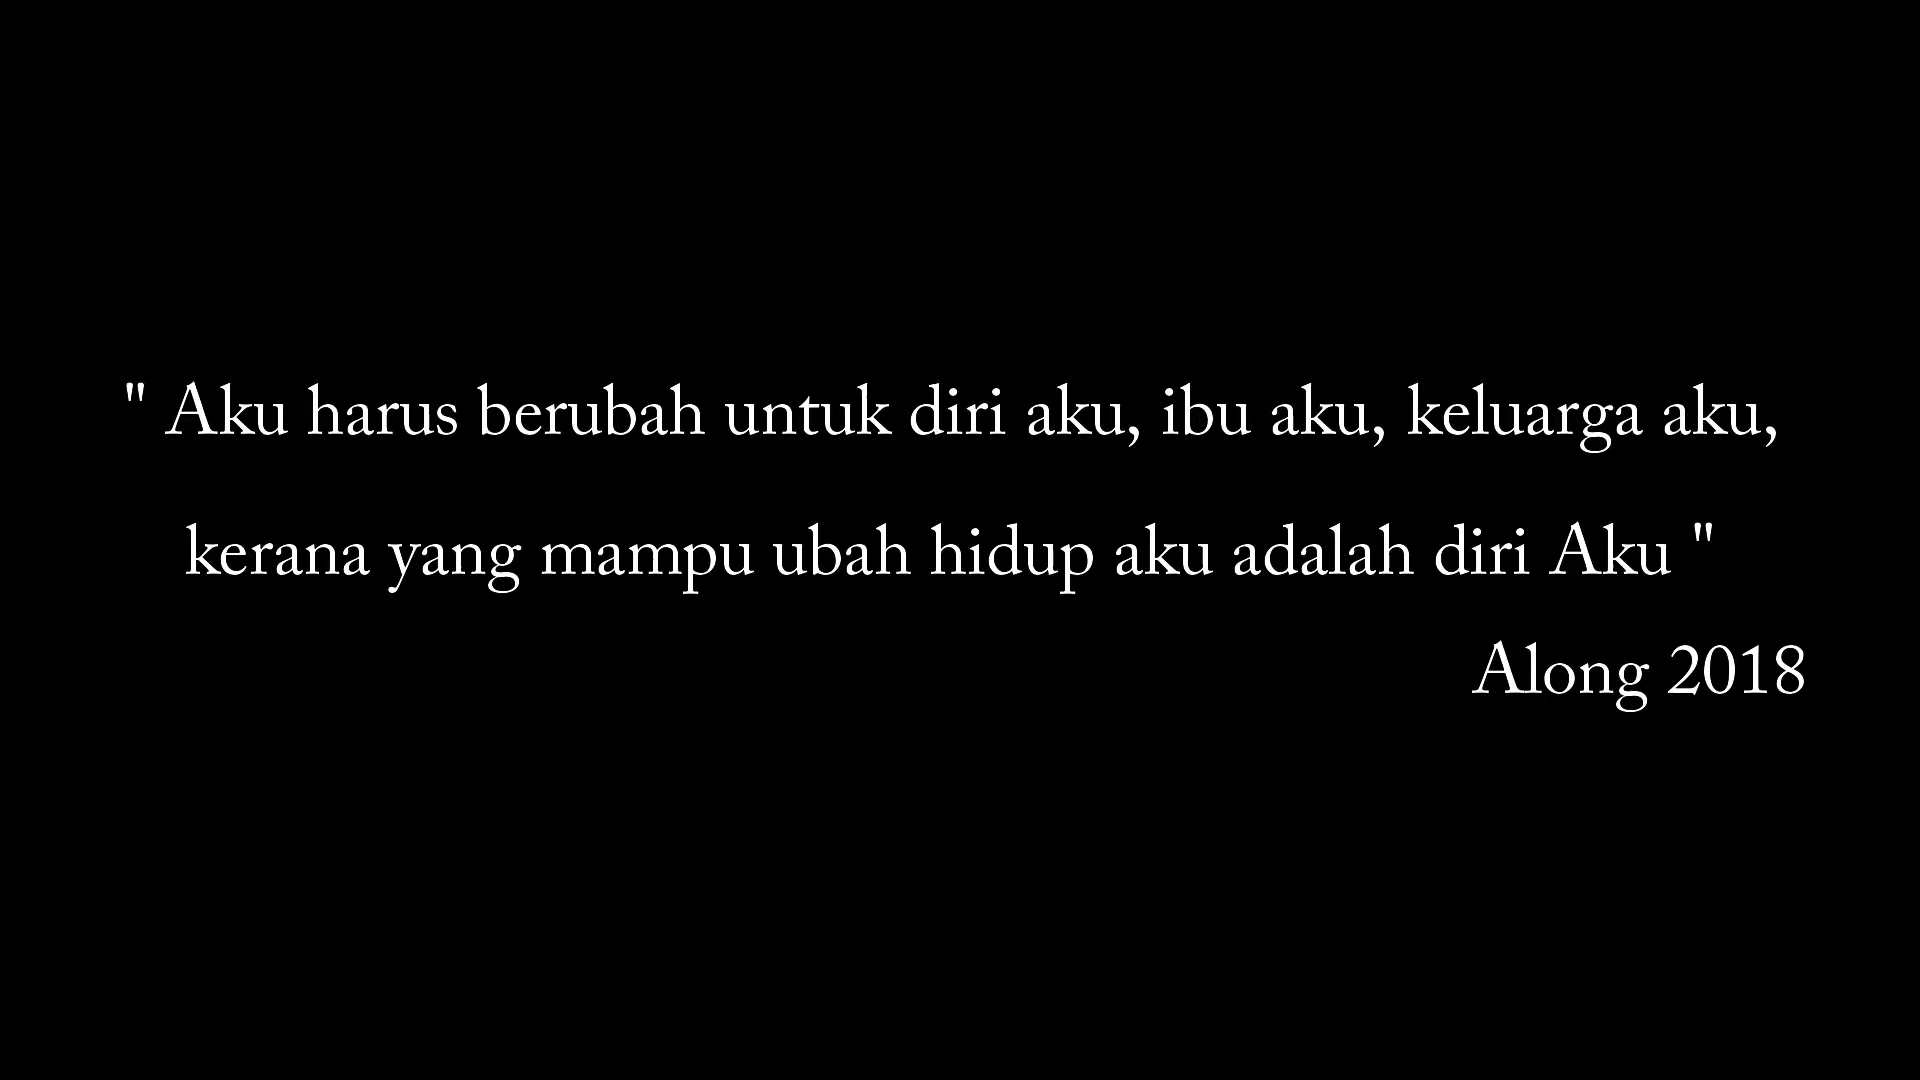 " Aku harus berubah untuk diri aku, ibu aku, keluarga aku,
kerana yang mampu ubah hidup aku adalah diri Aku "
Along 2018